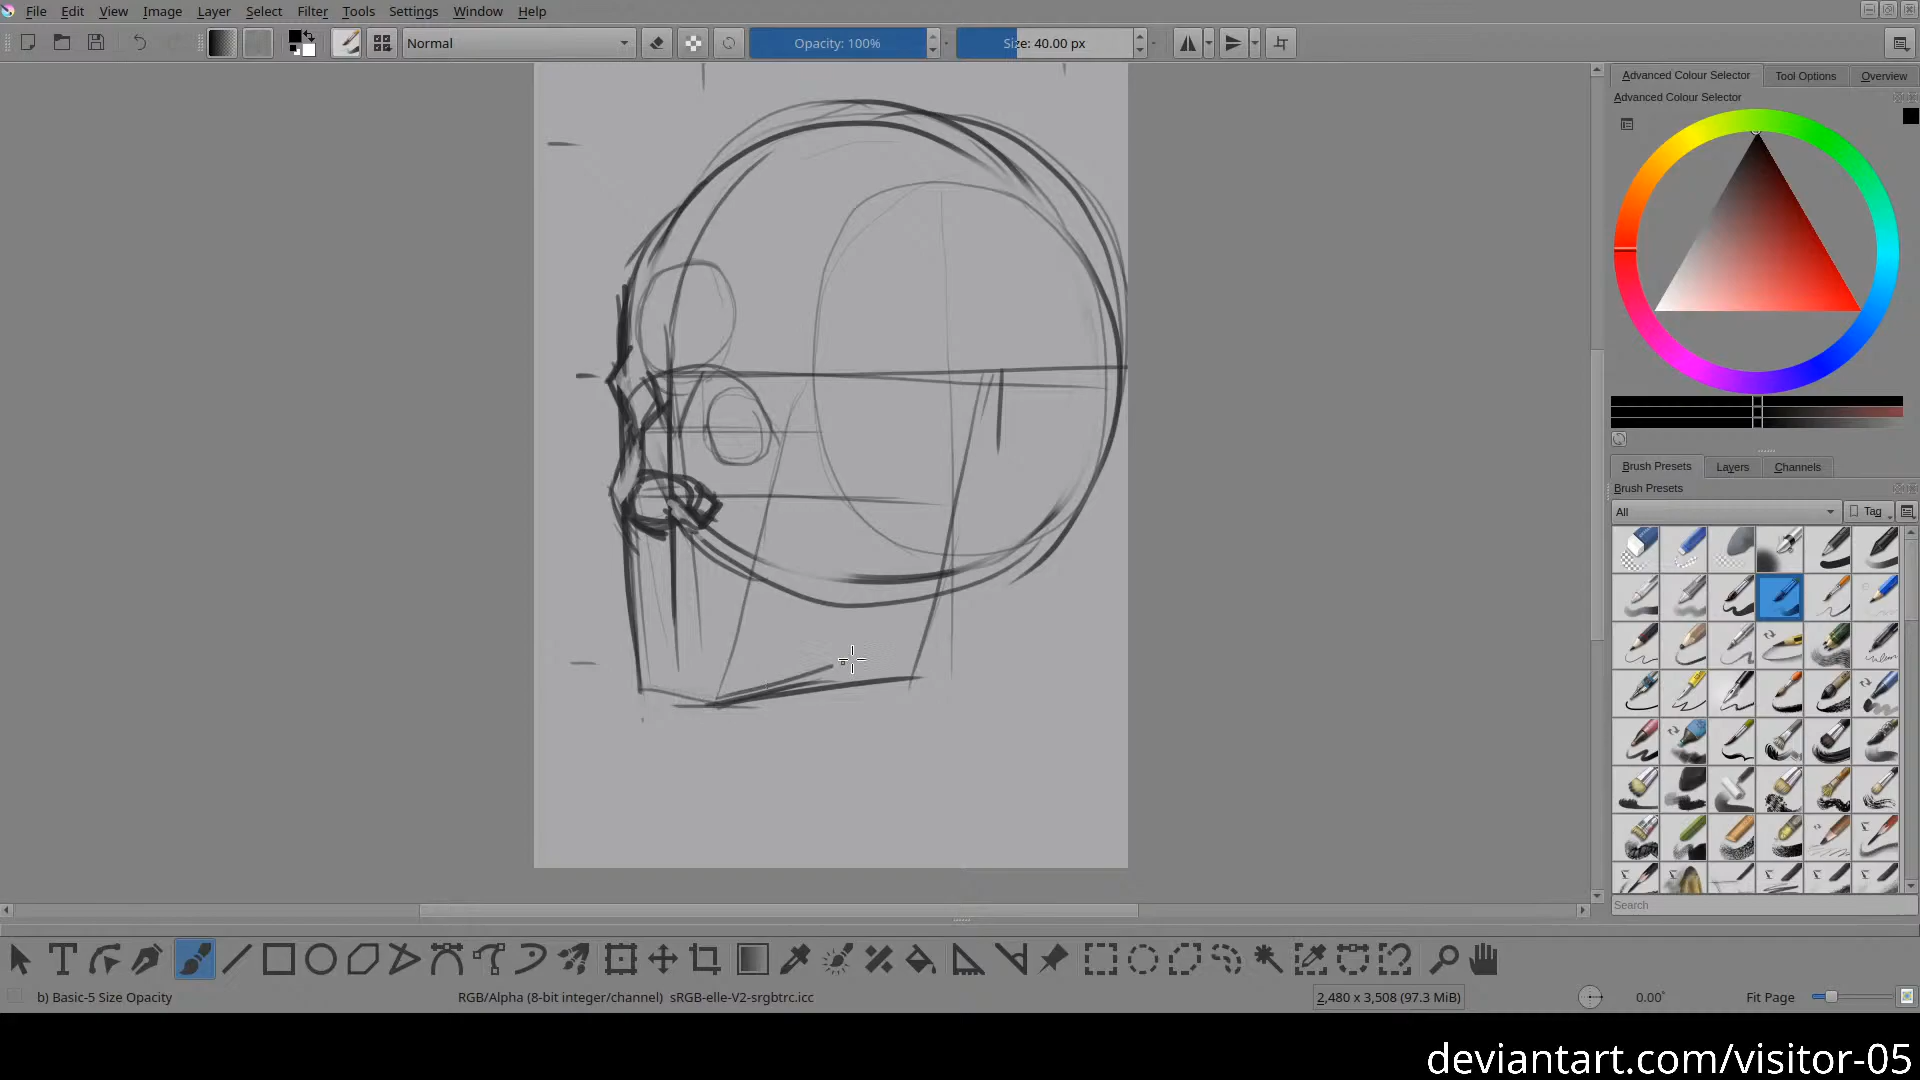 File Edit View Image Layer Select Filter Tools Settings Window Help
Normal
Opacity: 100%
Size: 40.00 px
Advanced Colour Selector Tool Options Overview
Advanced Colour Selector
Brush Presets Layers Channels
Brush Presets
All Tag
Search
b) Basic-5 Size Opacity RGB/Alpha (8-bit integer/channel) sRGB-elle-V2-srgbtrc.icc 2,480 x 3,508 (97.3 MiB) 0.00° Fit Page
deviantart.com/visitor-05